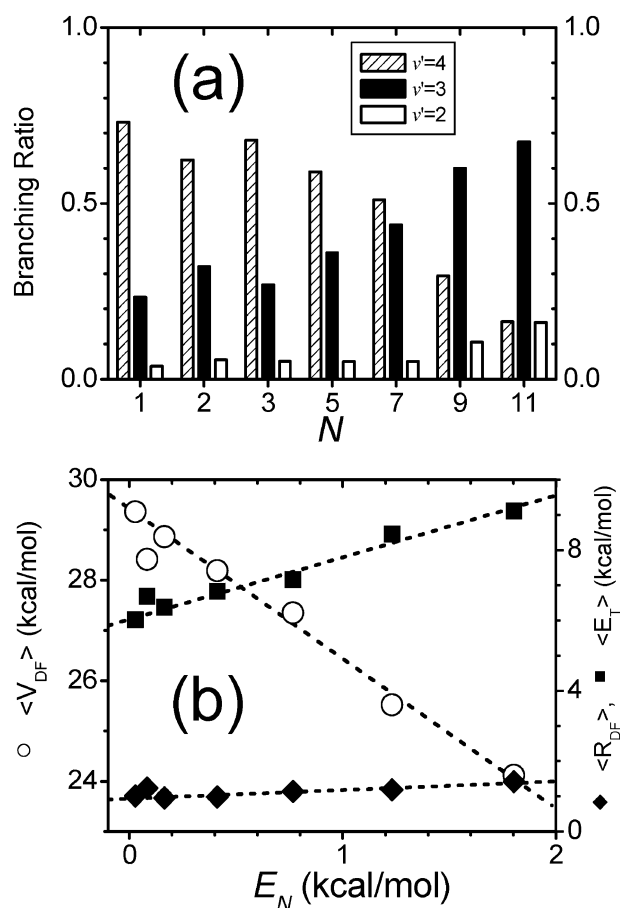 1.0
1.0
(a)
v'=4
v'=3
v'=2
Branching Ratio
0.5
0.5
0.0
0.0
1 2 3 5 7 9 11
N
30
28
26
24
8
4
0
(b)
○ <V_DF> (kcal/mol)
◆ <R_DF>, ■ <E_T> (kcal/mol)
0 1 2
E_N (kcal/mol)